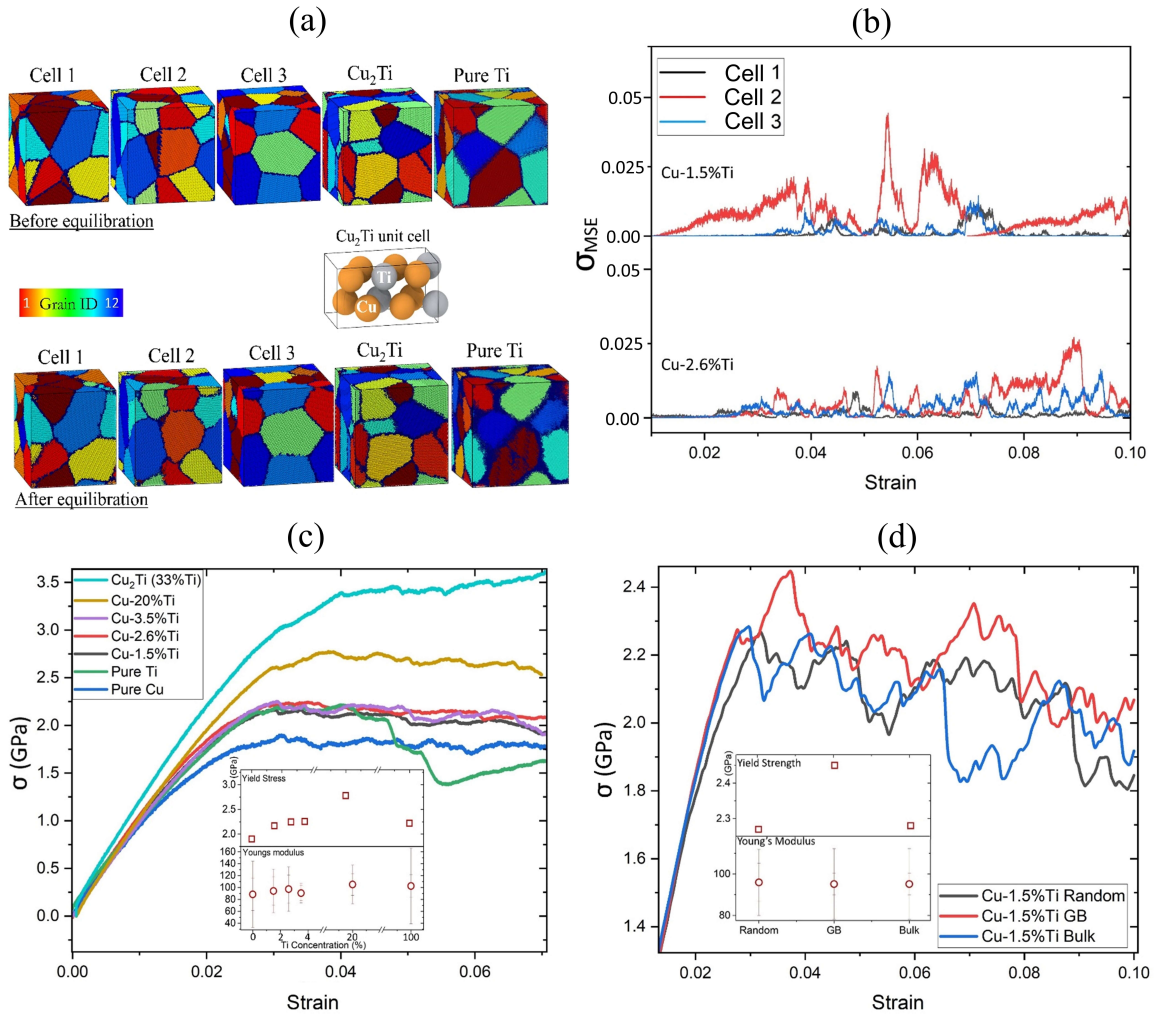 (a)
Cell 1 Cell 2 Cell 3 Cu2Ti Pure Ti
Before equilibration
Cu2Ti unit cell
Ti
Cu
1 Grain ID 12
Cell 1 Cell 2 Cell 3 Cu2Ti Pure Ti
After equilibration
(b)
Cell 1
Cell 2
Cell 3
0.05
Cu-1.5%Ti
0.025
0.00
σMSE
0.05
0.025
Cu-2.6%Ti
0.00
0.02 0.04 0.06 0.08 0.10
Strain
(c)
Cu2Ti (33%Ti)
Cu-20%Ti
Cu-3.5%Ti
Cu-2.6%Ti
Cu-1.5%Ti
Pure Ti
Pure Cu
3.5
3.0
2.5
2.0
1.5
1.0
0.5
0.0
σ (GPa)
(GPa)
Yield Stress
3.0
2.5
2.0
Youngs modulus
160
140
120
100
80
60
40
0 2 4 20 100
Ti Concentration (%)
0.00 0.02 0.04 0.06
Strain
(d)
2.4
2.2
2.0
1.8
1.6
1.4
σ (GPa)
(GPa)
Yield Strength
2.4
2.3
Young's Modulus
100
80
Random GB Bulk
Cu-1.5%Ti Random
Cu-1.5%Ti GB
Cu-1.5%Ti Bulk
0.02 0.04 0.06 0.08 0.10
Strain